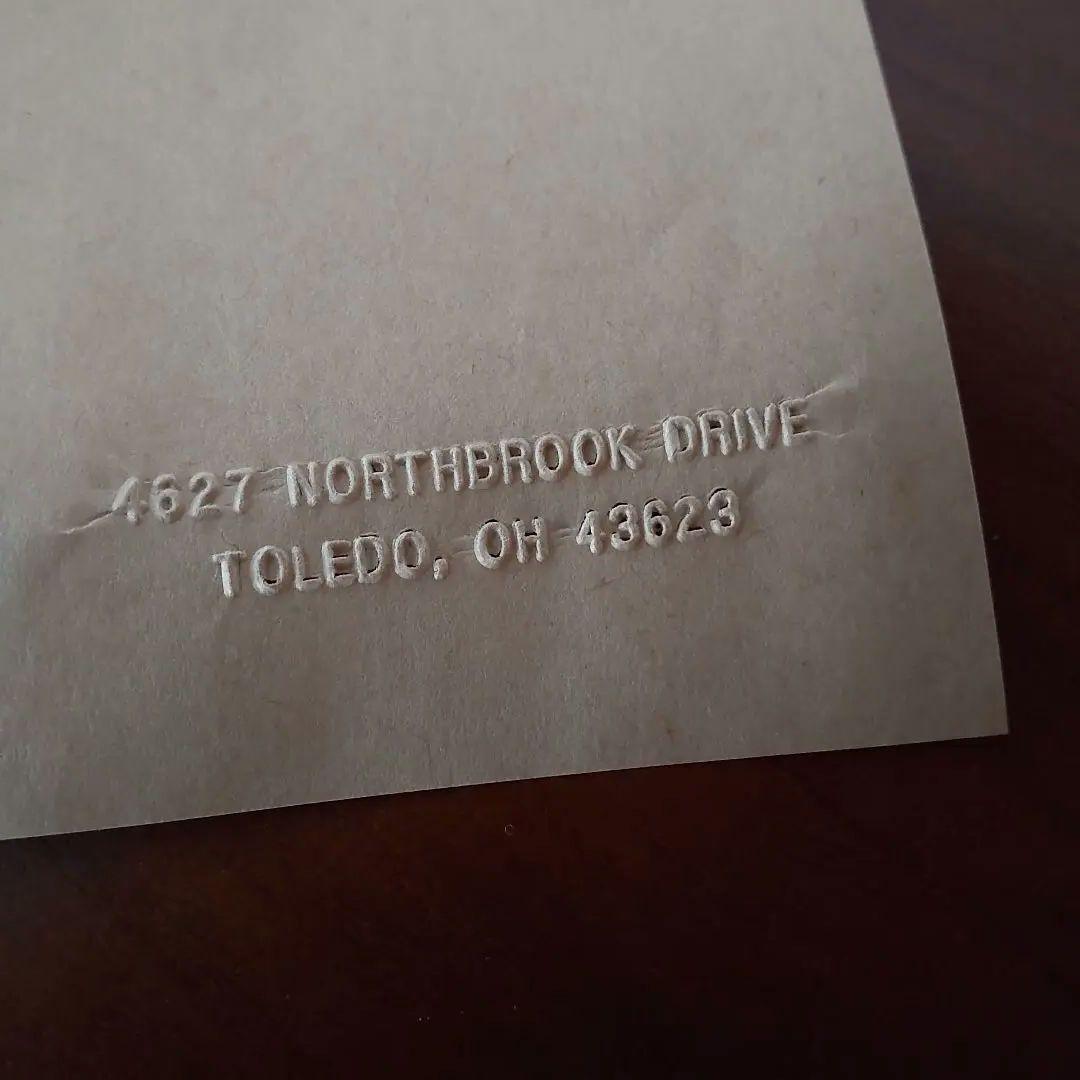 4627 NORTHBROOK DRIVE
TOLEDO, OH 43623